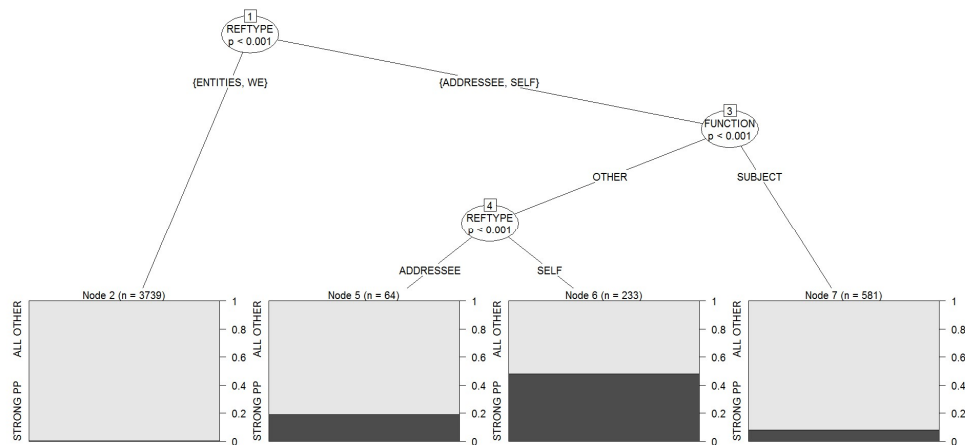 1
REFTYPE
p < 0.001
{ENTITIES, WE}
{ADDRESSEE, SELF}
3
FUNCTION
p < 0.001
OTHER
SUBJECT
4
REFTYPE
p < 0.001
ADDRESSEE
SELF
Node 2 (n = 3739)
STRONG PP
ALL OTHER
1
0.8
0.6
0.4
0.2
0
Node 5 (n = 64)
STRONG PP
ALL OTHER
1
0.8
0.6
0.4
0.2
0
Node 6 (n = 233)
STRONG PP
ALL OTHER
1
0.8
0.6
0.4
0.2
0
Node 7 (n = 581)
STRONG PP
ALL OTHER
1
0.8
0.6
0.4
0.2
0